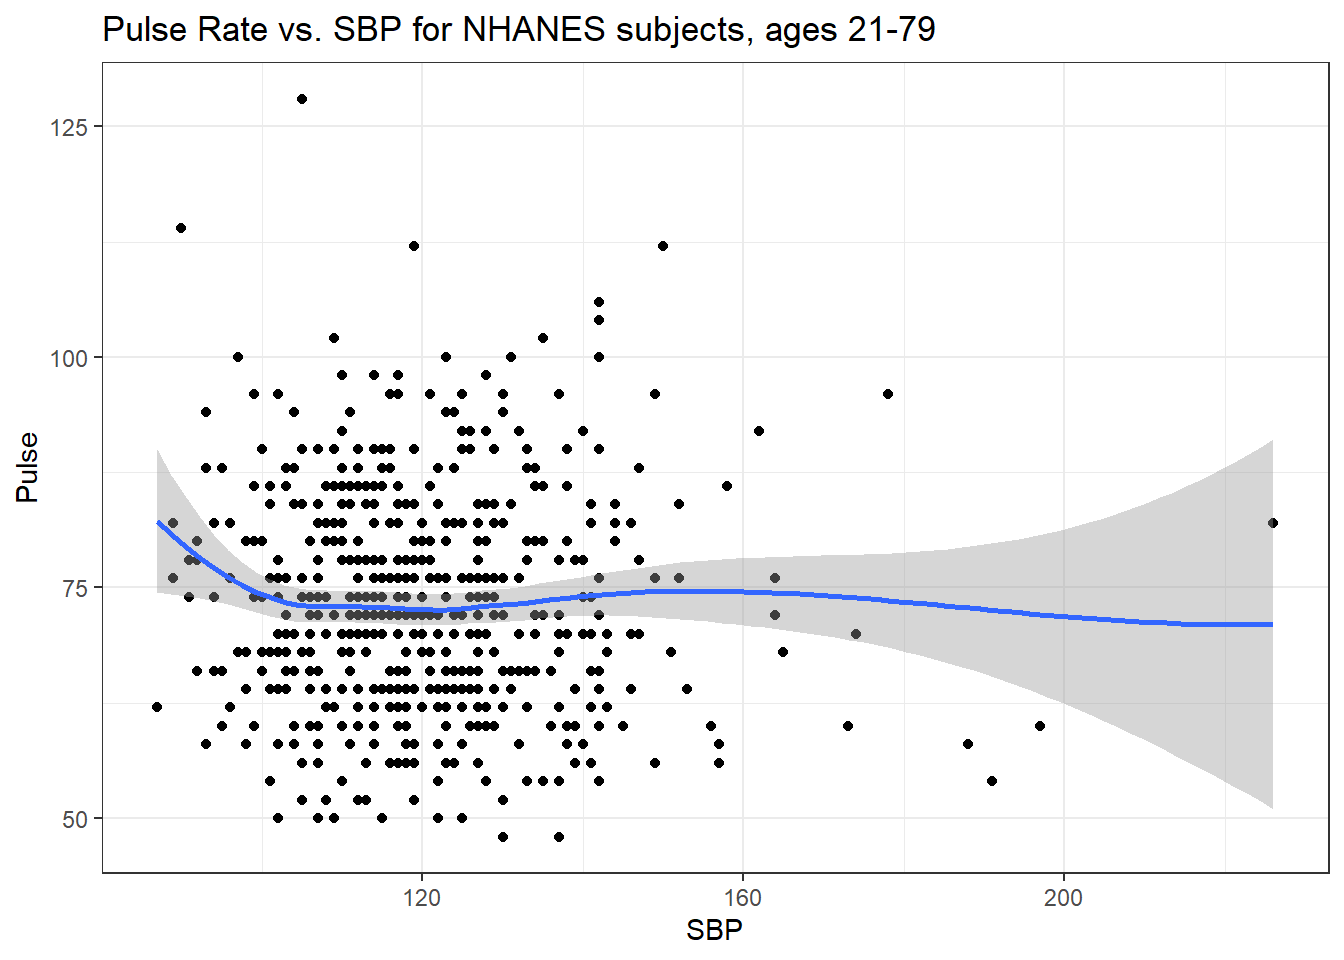 Pulse Rate vs. SBP for NHANES subjects, ages 21-79
125
100
75
50
Pulse
120 160 200
SBP